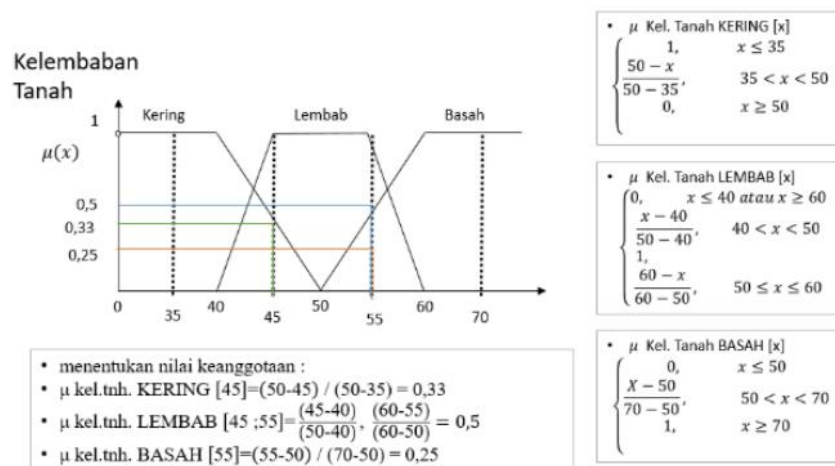 Kelembaban
Tanah
1
μ(x)
0,5
0,33
0,25
Kering
Lembab
Basah
0
35
40
45
50
55
60
70
• menentukan nilai keanggotaan :
• μ kel.tnh. KERING [45]=(50-45) / (50-35) = 0,33
• μ kel.tnh. LEMBAB [45 ;55]=(45-40)/(50-40), (60-55)/(60-50) = 0,5
• μ kel.tnh. BASAH [55]=(55-50) / (70-50) = 0,25
• μ Kel. Tanah KERING [x]
1, x ≤ 35
50 − x / 50 − 35, 35 < x < 50
0, x ≥ 50
• μ Kel. Tanah LEMBAB [x]
0, x ≤ 40 atau x ≥ 60
x − 40 / 50 − 40, 40 < x < 50
1,
60 − x / 60 − 50, 50 ≤ x ≤ 60
• μ Kel. Tanah BASAH [x]
0, x ≤ 50
X − 50 / 70 − 50, 50 < x < 70
1, x ≥ 70